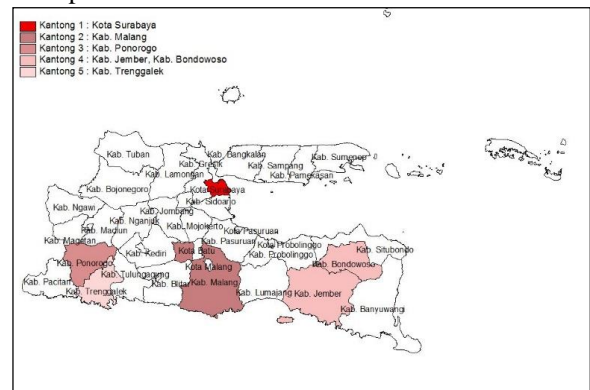 Kantong 1 : Kota Surabaya
Kantong 2 : Kab. Malang
Kantong 3 : Kab. Ponorogo
Kantong 4 : Kab. Jember, Kab. Bondowoso
Kantong 5 : Kab. Trenggalek
Kab. Tuban
Kab. Bangkalan
Kab. Gresik
Kab. Sampang
Kab. Sumenep
Kab. Lamongan
Kab. Pamekasan
Kab. Bojonegoro
Kota Surabaya
Kab. Sidoarjo
Kab. Ngawi
Kab. Jombang
Kab. Nganjuk
Kab. Madiun
Kab. Mojokerto
Kota Pasuruan
Kab. Magetan
Kab. Pasuruan
Kota Probolinggo
Kab. Kediri
Kota Batu
Kab. Probolinggo
Kab. Situbondo
Kab. Ponorogo
Kab. Bondowoso
Kota Malang
Kab. Tulungagung
Kab. Pacitan
Kab. Blitar
Kab. Malang
Kab. Trenggalek
Kab. Lumajang
Kab. Jember
Kab. Banyuwangi